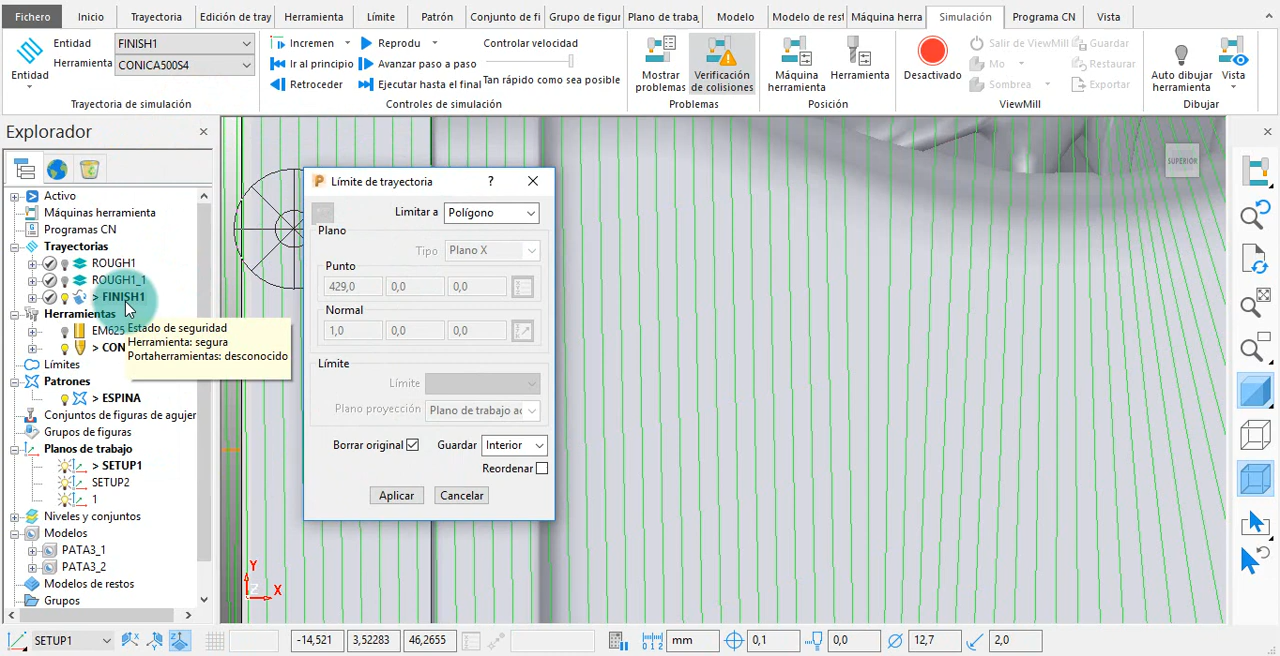 Fichero Inicio Trayectoria Edición de tray Herramienta Límite Patrón Conjunto de fi Grupo de figur Plano de traba Modelo Modelo de rest Máquina herra Simulación Programa CN Vista
Entidad FINISH1
Herramienta CONICA500S4
Entidad
Trayectoria de simulación
Incremen Reprodu Controlar velocidad
Ir al principio Avanzar paso a paso
Retroceder Ejecutar hasta el final Tan rápido como sea posible
Controles de simulación
Mostrar problemas
Verificación de colisiones
Problemas
Máquina herramienta
Herramienta
Posición
Desactivado
Salir de ViewMill Guardar
Mo Restaurar
Sombrea Exportar
ViewMill
Auto dibujar herramienta
Vista
Dibujar
Explorador
Activo
Máquinas herramienta
Programas CN
Trayectorias
ROUGH1
ROUGH1_1
> FINISH1
Herramientas
EM625
> CON
Límites
Patrones
> ESPINA
Conjuntos de figuras de agujer
Grupos de figuras
Planos de trabajo
> SETUP1
SETUP2
1
Niveles y conjuntos
Modelos
PATA3_1
PATA3_2
Modelos de restos
Grupos
Estado de seguridad
Herramienta: segura
Portaherramientas: desconocido
Límite de trayectoria ?
Limitar a Polígono
Plano
Tipo Plano X
Punto
429,0 0,0 0,0
Normal
1,0 0,0 0,0
Límite
Límite
Plano proyección Plano de trabajo ac
Borrar original Guardar Interior
Reordenar
Aplicar Cancelar
SUPERIOR
Y
Z
X
SETUP1 -14,521 3,52283 46,2655 mm 0,1 0,0 12,7 2,0